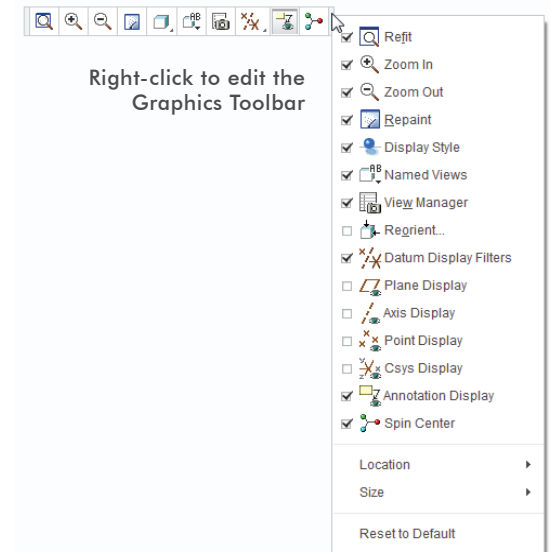 Right-click to edit the
Graphics Toolbar
Refit
Zoom In
Zoom Out
Repaint
Display Style
Named Views
View Manager
Reorient...
Datum Display Filters
Plane Display
Axis Display
Point Display
Csys Display
Annotation Display
Spin Center
Location
Size
Reset to Default